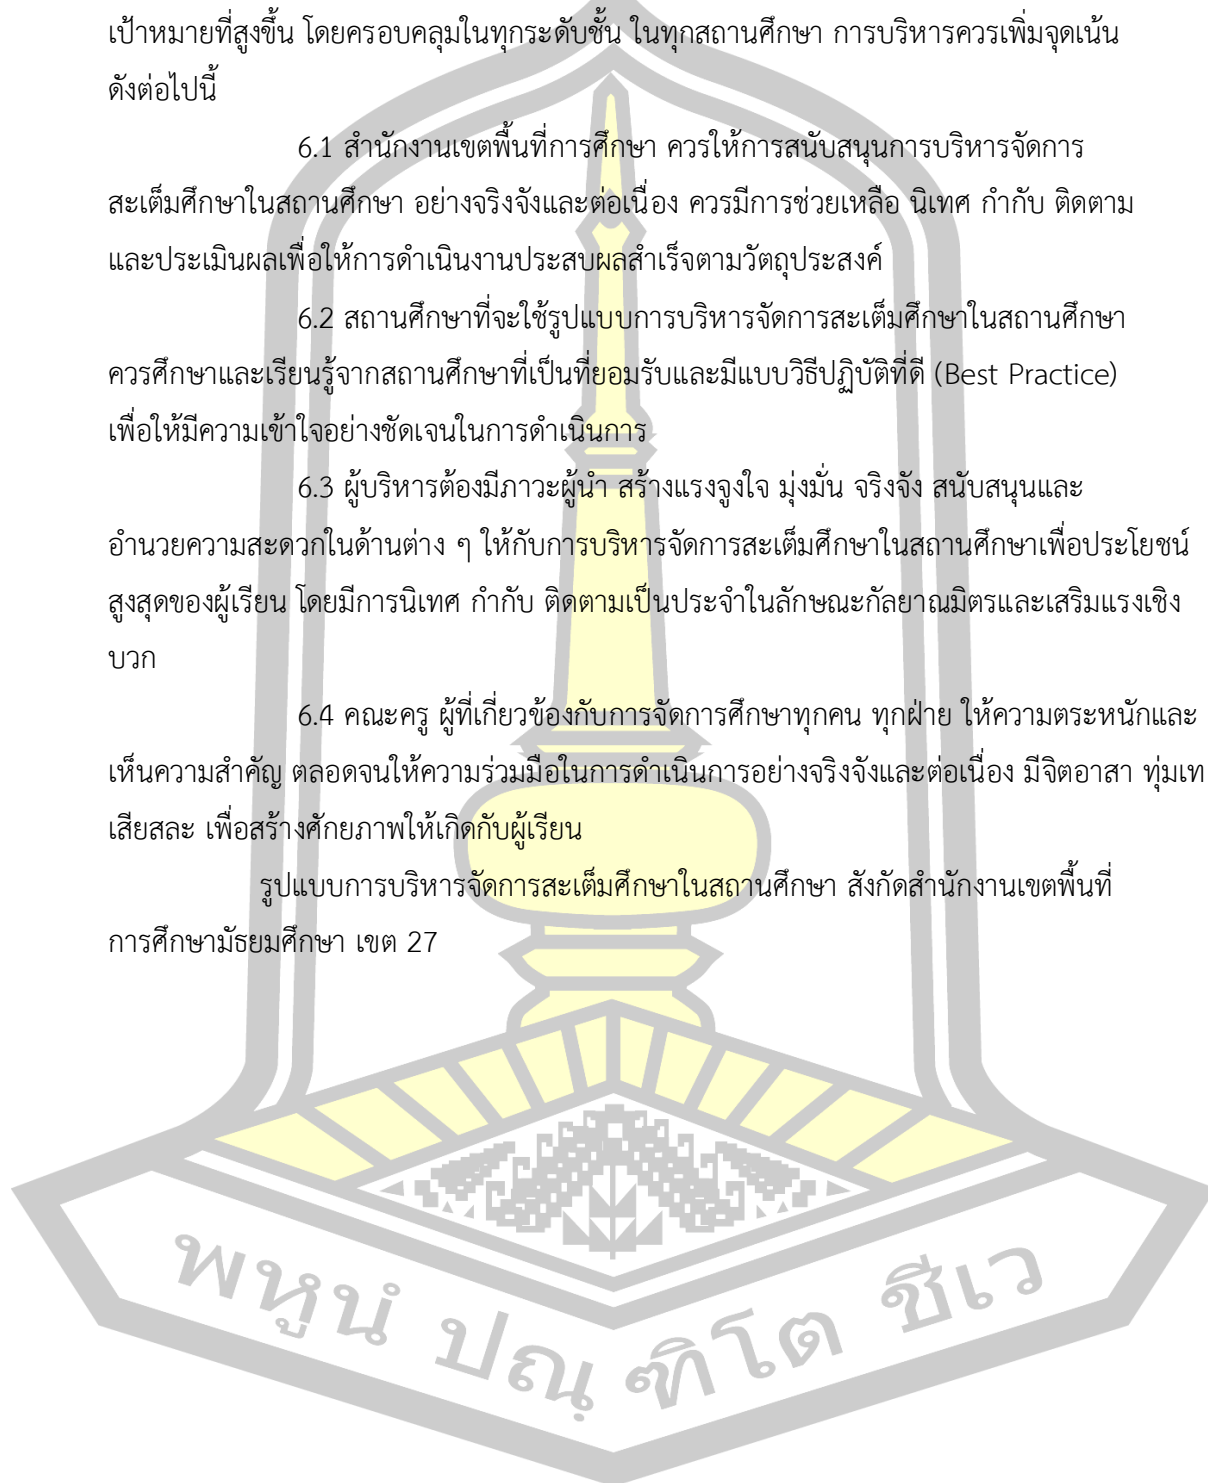 เป้าหมายที่สูงขึ้น โดยครอบคลุมในทุกระดับชั้น ในทุกสถานศึกษา การบริหารควรเพิ่มจุดเน้น
ดังต่อไปนี้
6.1 สำนักงานเขตพื้นที่การศึกษา ควรให้การสนับสนุนการบริหารจัดการ
สะเต็มศึกษาในสถานศึกษา อย่างจริงจังและต่อเนื่อง ควรมีการช่วยเหลือ นิเทศ กำกับ ติดตาม
และประเมินผลเพื่อให้การดำเนินงานประสบผลสำเร็จตามวัตถุประสงค์
6.2 สถานศึกษาที่จะใช้รูปแบบการบริหารจัดการสะเต็มศึกษาในสถานศึกษา
ควรศึกษาและเรียนรู้จากสถานศึกษาที่เป็นที่ยอมรับและมีแบบวิธีปฏิบัติที่ดี (Best Practice)
เพื่อให้มีความเข้าใจอย่างชัดเจนในการดำเนินการ
6.3 ผู้บริหารต้องมีภาวะผู้นำ สร้างแรงจูงใจ มุ่งมั่น จริงจัง สนับสนุนและ
อำนวยความสะดวกในด้านต่าง ๆ ให้กับการบริหารจัดการสะเต็มศึกษาในสถานศึกษาเพื่อประโยชน์
สูงสุดของผู้เรียน โดยมีการนิเทศ กำกับ ติดตามเป็นประจำในลักษณะกัลยาณมิตรและเสริมแรงเชิง
บวก
6.4 คณะครู ผู้ที่เกี่ยวข้องกับการจัดการศึกษาทุกคน ทุกฝ่าย ให้ความตระหนักและ
เห็นความสำคัญ ตลอดจนให้ความร่วมมือในการดำเนินการอย่างจริงจังและต่อเนื่อง มีจิตอาสา ทุ่มเท
เสียสละ เพื่อสร้างศักยภาพให้เกิดกับผู้เรียน
รูปแบบการบริหารจัดการสะเต็มศึกษาในสถานศึกษา สังกัดสำนักงานเขตพื้นที่
การศึกษามัธยมศึกษา เขต 27
พหูนํ ปณฺฑิโต ชีเว